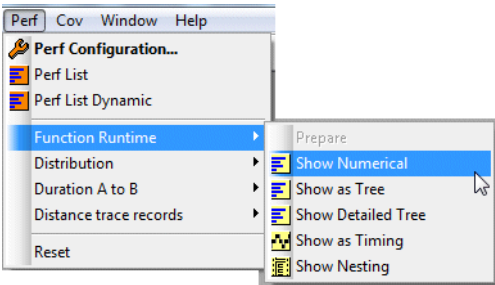 Perf Cov Window Help
Perf Configuration...
Perf List
Perf List Dynamic
Function Runtime
Distribution
Duration A to B
Distance trace records
Reset
Prepare
Show Numerical
Show as Tree
Show Detailed Tree
Show as Timing
Show Nesting